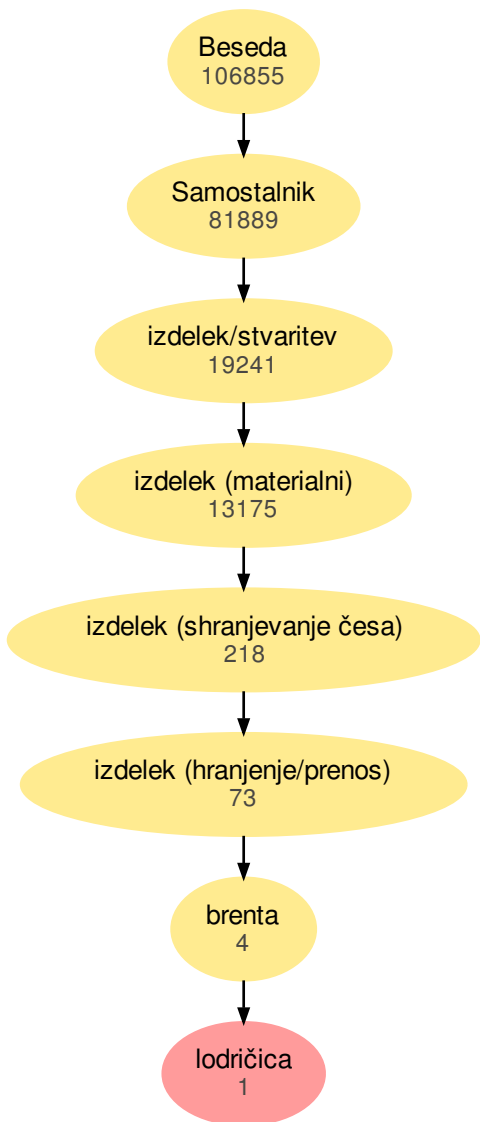 Beseda
106855
Samostalnik
81889
izdelek/stvaritev
19241
izdelek (materialni)
13175
izdelek (shranjevanje česa)
218
izdelek (hranjenje/prenos)
73
brenta
4
lodričica
1